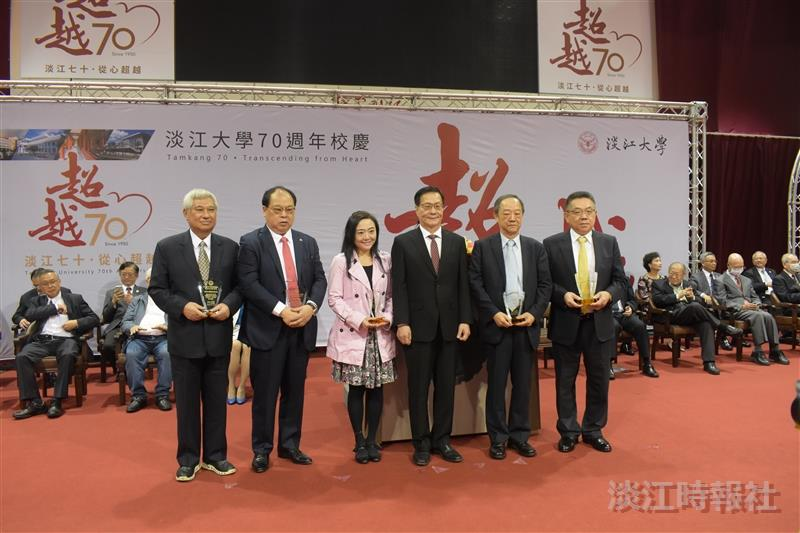 超越70
Since 1950
淡江七十·從心超越
超越70
Since 1950
淡江七十·從心超越
淡江大學70週年校慶
Tamkang 70 • Transcending from Heart
淡江大學
超越70
Since 1950
淡江七十·從心超
University 70th
超
淡江時報社